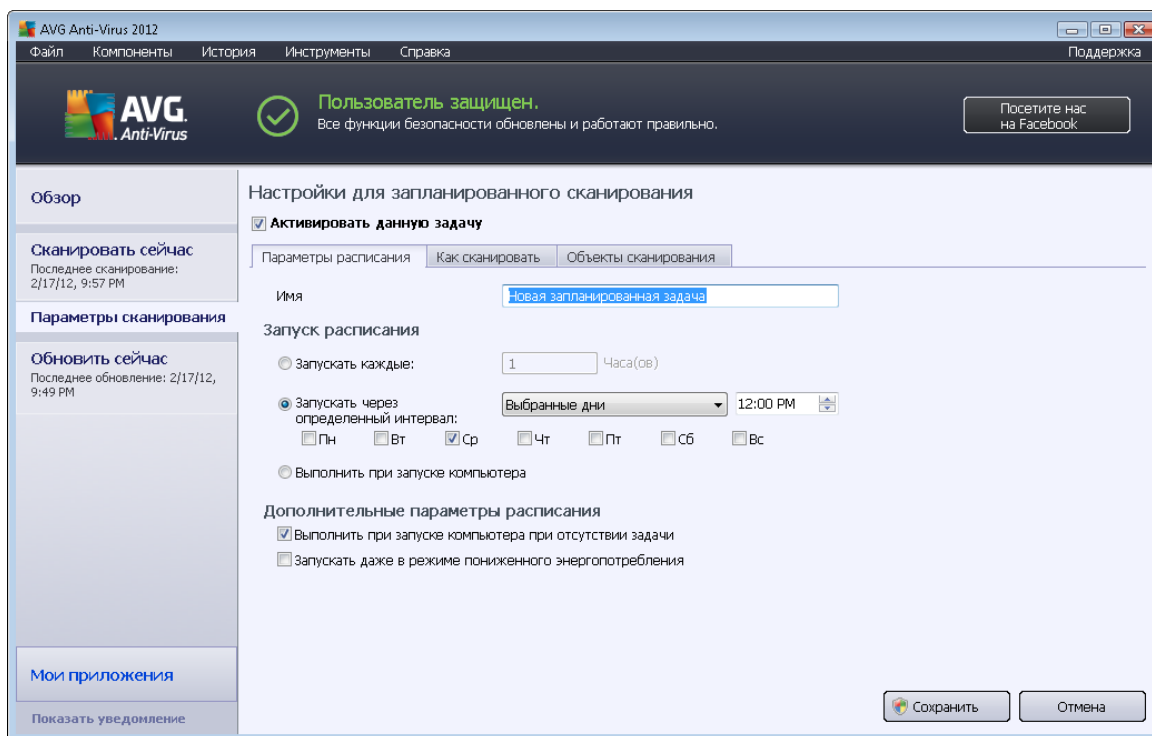 AVG Anti-Virus 2012
Файл Компоненты История Инструменты Справка Поддержка
AVG.
Anti-Virus
Пользователь защищен.
Все функции безопасности обновлены и работают правильно.
Посетите нас
на Facebook
Обзор
Сканировать сейчас
Последнее сканирование:
2/17/12, 9:57 PM
Параметры сканирования
Обновить сейчас
Последнее обновление: 2/17/12,
9:49 PM
Мои приложения
Показать уведомление
Настройки для запланированного сканирования
Активировать данную задачу
Параметры расписания Как сканировать Объекты сканирования
Имя Новая запланированная задача
Запуск расписания
Запускать каждые: 1 Часа(ов)
Запускать через
определенный интервал:
Выбранные дни 12:00 PM
Пн Вт Ср Чт Пт Сб Вс
Выполнить при запуске компьютера
Дополнительные параметры расписания
Выполнить при запуске компьютера при отсутствии задачи
Запускать даже в режиме пониженного энергопотребления
Сохранить Отмена